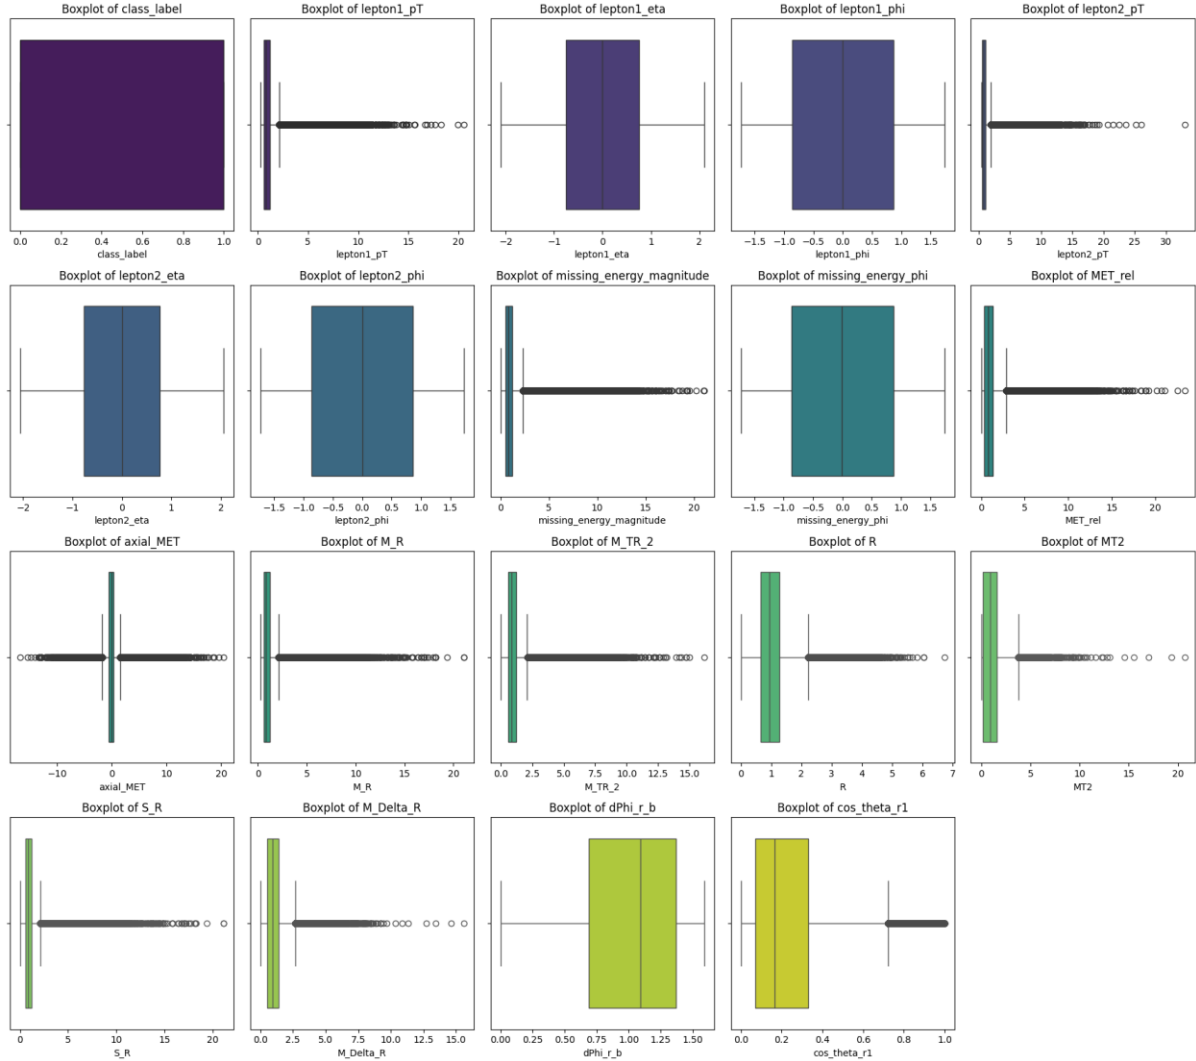 Boxplot of class_label
0.0 0.2 0.4 0.6 0.8 1.0
class_label
Boxplot of lepton1_pT
0 5 10 15 20
lepton1_pT
Boxplot of lepton1_eta
−2 −1 0 1 2
lepton1_eta
Boxplot of lepton1_phi
−1.5 −1.0 −0.5 0.0 0.5 1.0 1.5
lepton1_phi
Boxplot of lepton2_pT
0 5 10 15 20 25 30
lepton2_pT
Boxplot of lepton2_eta
−2 −1 0 1 2
lepton2_eta
Boxplot of lepton2_phi
−1.5 −1.0 −0.5 0.0 0.5 1.0 1.5
lepton2_phi
Boxplot of missing_energy_magnitude
0 5 10 15 20
missing_energy_magnitude
Boxplot of missing_energy_phi
−1.5 −1.0 −0.5 0.0 0.5 1.0 1.5
missing_energy_phi
Boxplot of MET_rel
0 5 10 15 20
MET_rel
Boxplot of axial_MET
−10 0 10 20
axial_MET
Boxplot of M_R
0 5 10 15 20
M_R
Boxplot of M_TR_2
0.0 2.5 5.0 7.5 10.0 12.5 15.0
M_TR_2
Boxplot of R
0 1 2 3 4 5 6 7
R
Boxplot of MT2
0 5 10 15 20
MT2
Boxplot of S_R
0 5 10 15 20
S_R
Boxplot of M_Delta_R
0.0 2.5 5.0 7.5 10.0 12.5 15.0
M_Delta_R
Boxplot of dPhi_r_b
0.00 0.25 0.50 0.75 1.00 1.25 1.50
dPhi_r_b
Boxplot of cos_theta_r1
0.0 0.2 0.4 0.6 0.8 1.0
cos_theta_r1